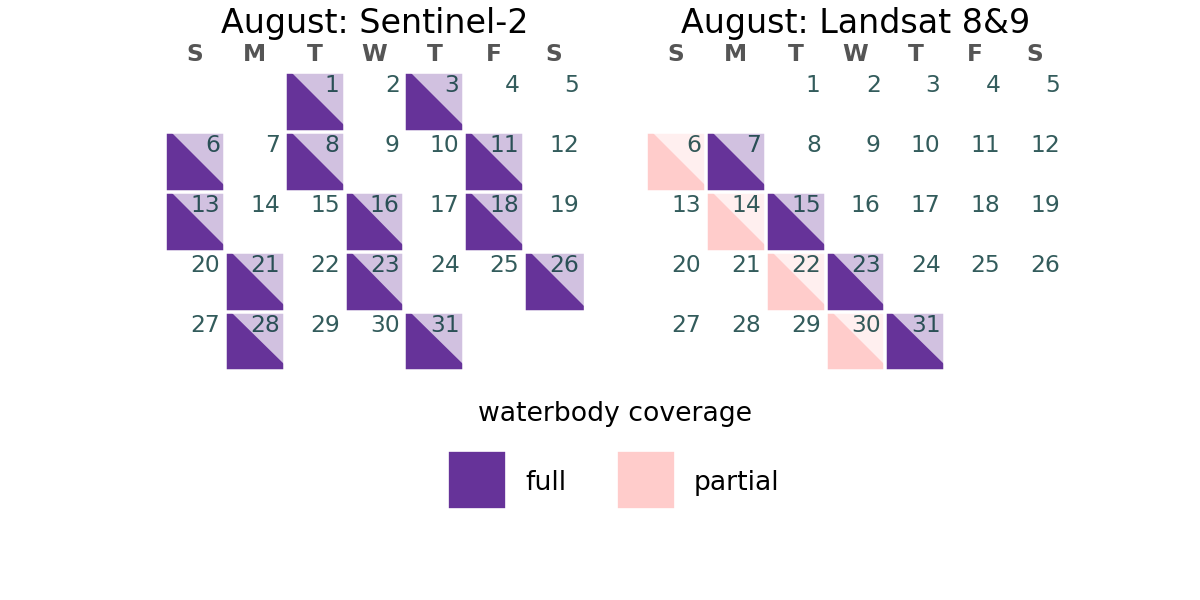 August: Sentinel-2
S M T W T F S
1 2 3 4 5
6 7 8 9 10 11 12
13 14 15 16 17 18 19
20 21 22 23 24 25 26
27 28 29 30 31
August: Landsat 8&9
S M T W T F S
1 2 3 4 5
6 7 8 9 10 11 12
13 14 15 16 17 18 19
20 21 22 23 24 25 26
27 28 29 30 31
waterbody coverage
full partial